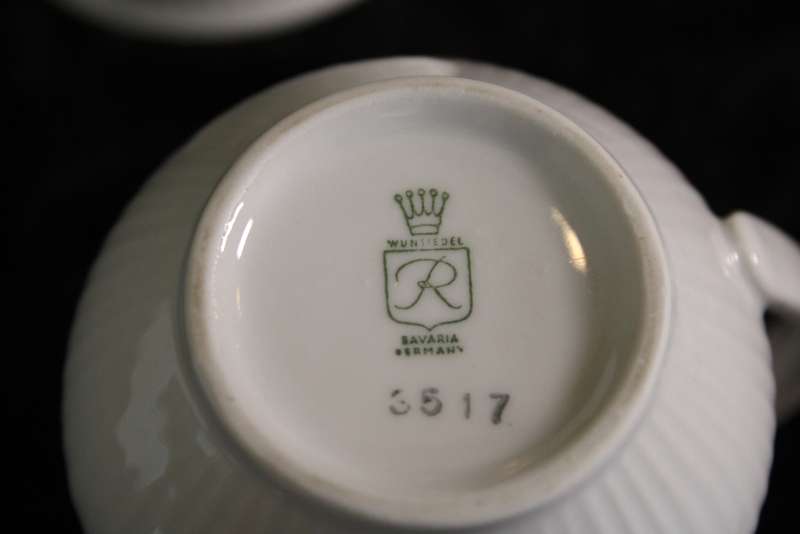 WUNSIEDEL
R
BAVARIA
GERMANY
3517